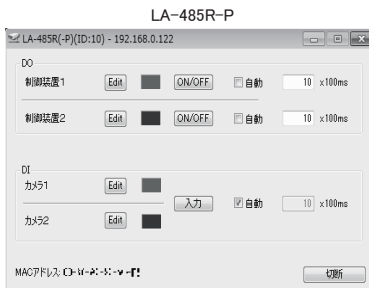 LA-485R-P
LA-485R(-P)(ID:10) - 192.168.0.122
DO
制御装置1 Edit ON/OFF 自動 10 x100ms
制御装置2 Edit ON/OFF 自動 10 x100ms
DI
カメラ1 Edit
入力 自動 10 x100ms
カメラ2 Edit
MACアドレス:
切断